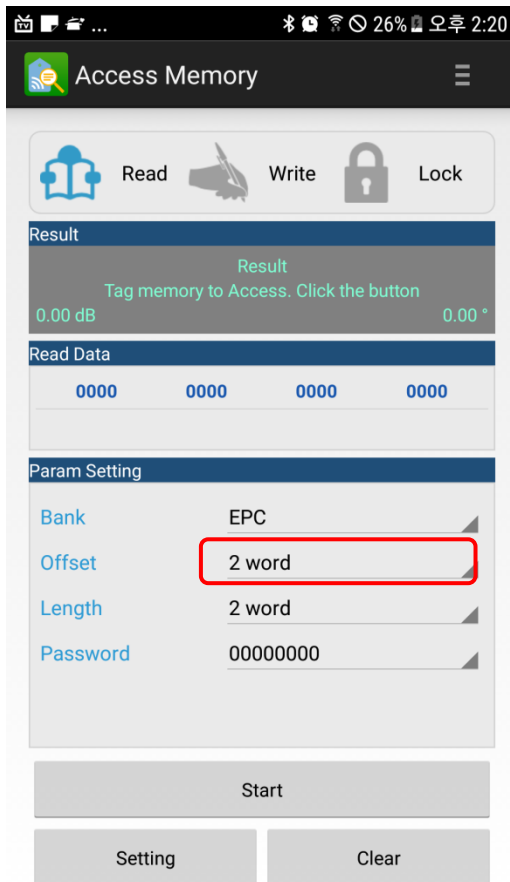 ... 26% 오후 2:20
Access Memory
Read Write Lock
Result
Result
Tag memory to Access. Click the button
0.00 dB 0.00 °
Read Data
0000 0000 0000 0000
Param Setting
Bank EPC
Offset 2 word
Length 2 word
Password 00000000
Start
Setting Clear